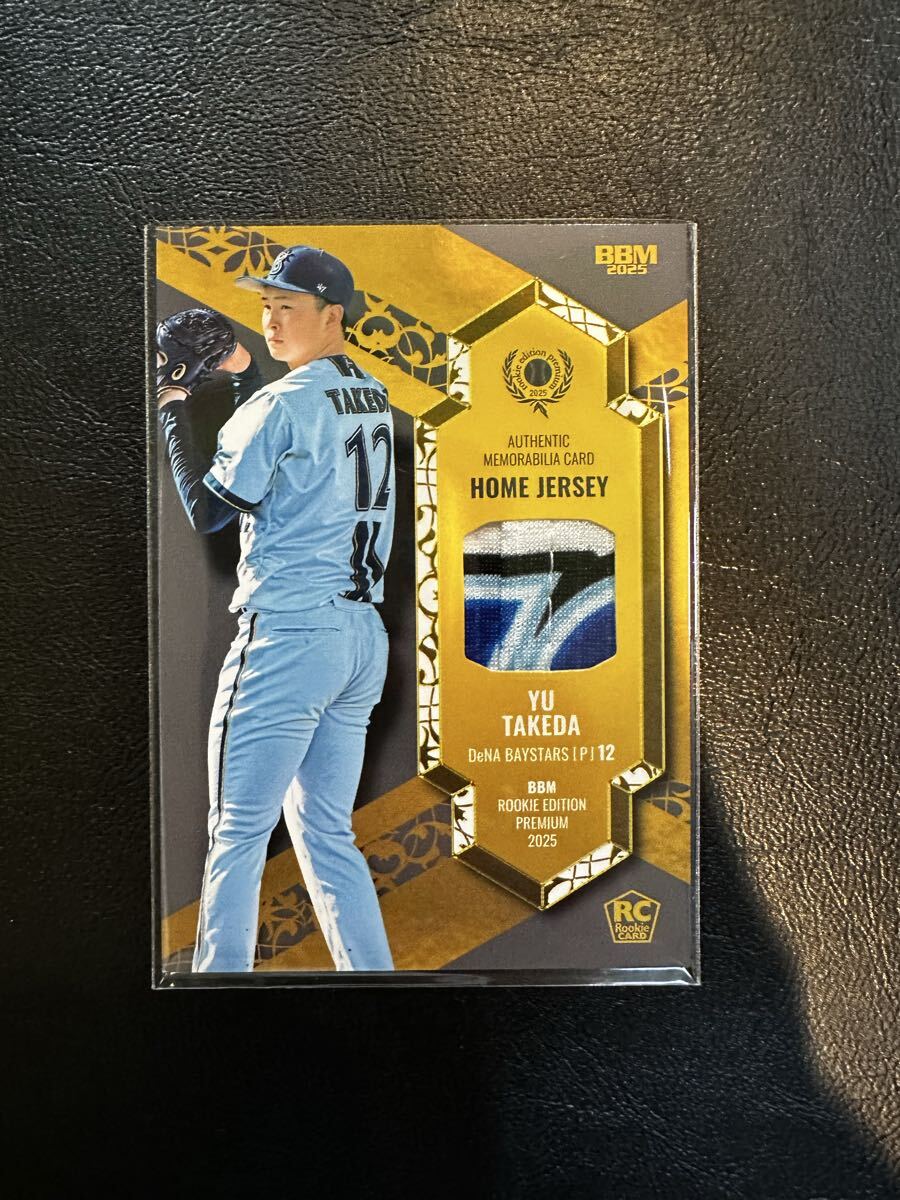 BBM
2025
rookie edition premium
2025
AUTHENTIC
MEMORABILIA CARD
HOME JERSEY
YU
TAKEDA
DeNA BAYSTARS [P] 12
BBM
ROOKIE EDITION
PREMIUM
2025
RC
Rookie
CARD
TAKEDA
12
'47